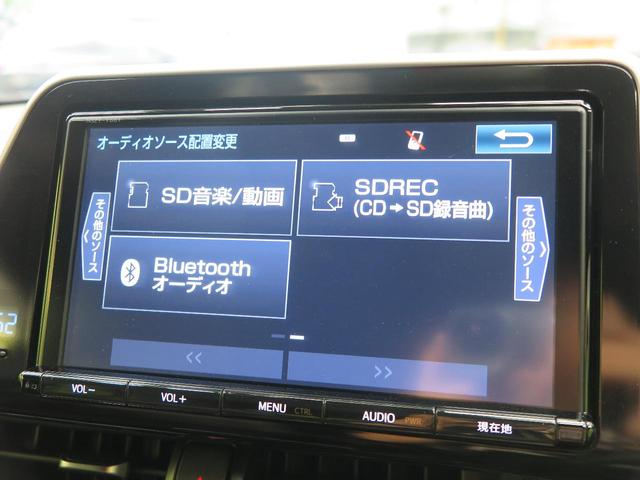 オーディオソース配置変更
SD音楽/動画
SDREC
(CD➡SD録音曲)
その他のソース
その他のソース
Bluetooth
オーディオ
<<
>>
VOL−
VOL+
MENU CTRL
AUDIO PWR
現在地